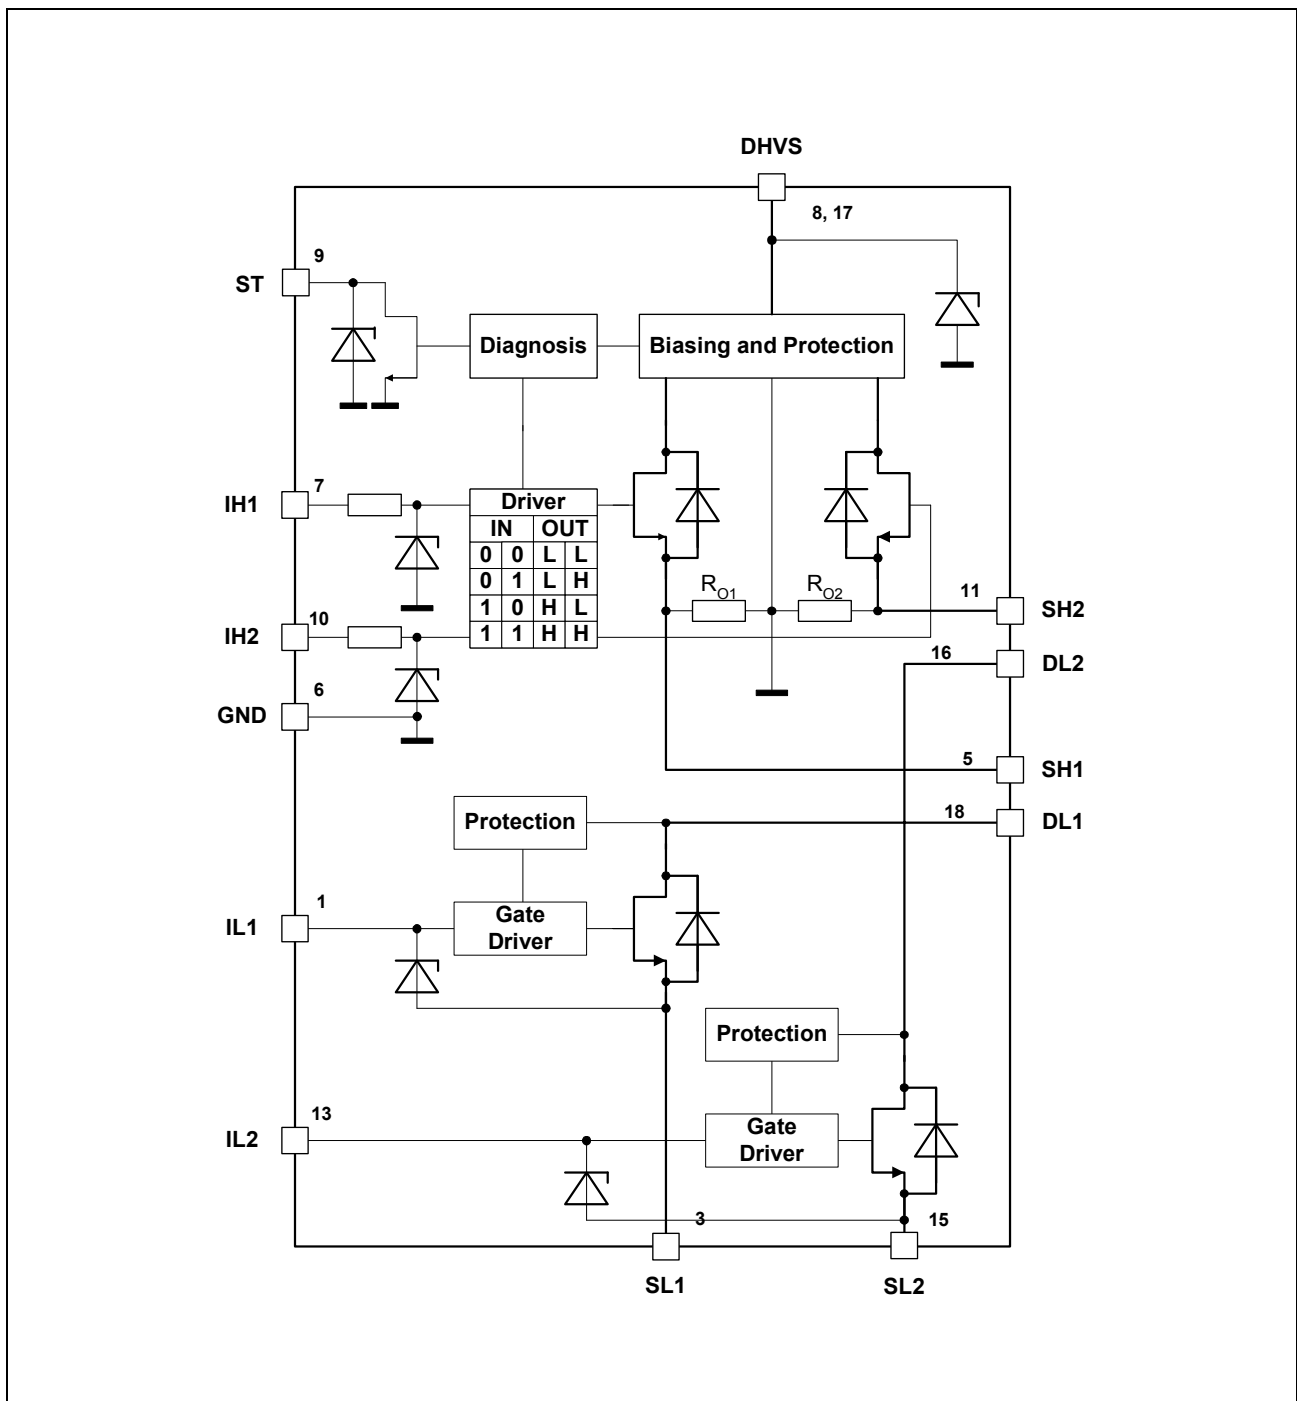 DHVS
8, 17
9
ST
Diagnosis
Biasing and Protection
7
IH1
Driver
IN OUT
0 0 L L
0 1 L H
1 0 H L
1 1 H H
RO1
RO2
11
SH2
10
IH2
16
DL2
6
GND
5
SH1
Protection
18
DL1
1
IL1
Gate
Driver
Protection
13
IL2
Gate
Driver
3
15
SL1
SL2